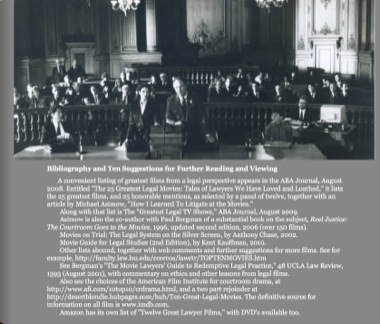 Bibliography and Ten Suggestions for Further Reading and Viewing
A convenient listing of greatest films from a legal perspective appears in the ABA Journal, August
2008. Entitled "The 25 Greatest Legal Movies: Tales of Lawyers We Have Loved and Loathed," it lists
the 25 greatest films, and 25 honorable mentions, as selected by a panel of twelve, together with an
article by Michael Asimow, "How I Learned To Litigate at the Movies."
Along with that list is The "Greatest Legal TV Shows," ABA Journal, August 2009.
Asimow is also the co-author with Paul Bergman of a substantial book on the subject, Reel Justice:
The Courtroom Goes to the Movies, 1996, updated second edition, 2006 (over 150 films).
Movies on Trial: The Legal System on the Silver Screen, by Anthony Chase, 2002.
Movie Guide for Legal Studies (2nd Edition), by Kent Kauffman, 2010.
Other lists abound, together with web comments and further suggestions for more films. See for
example, http://faculty.law.lsu.edu/ccorcos/lawctr/TOPTENMOVIES.htm
See Bergman's "The Movie Lawyers' Guide to Redemptive Legal Practice," 48 UCLA Law Review,
1393 (August 2001), with commentary on ethics and other lessons from legal films.
Also see the choices of the American Film Institute for courtroom drama, at
http://www.afi.com/10top10/crdrama.html, and a two part rejoinder at
http://desertblondie.hubpages.com/hub/Ten-Great-Legal-Movies. The definitive source for
information on all film is www.imdb.com.
Amazon has its own list of "Twelve Great Lawyer Films," with DVD's available too.